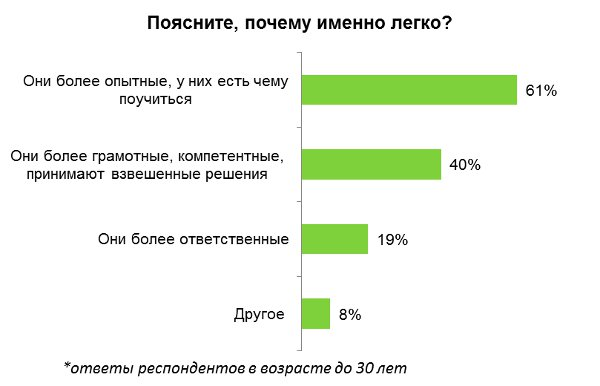 Поясните, почему именно легко?
Они более опытные, у них есть чему
поучиться
61%
Они более грамотные, компетентные,
принимают взвешенные решения
40%
Они более ответственные
19%
Другое
8%
*ответы респондентов в возрасте до 30 лет